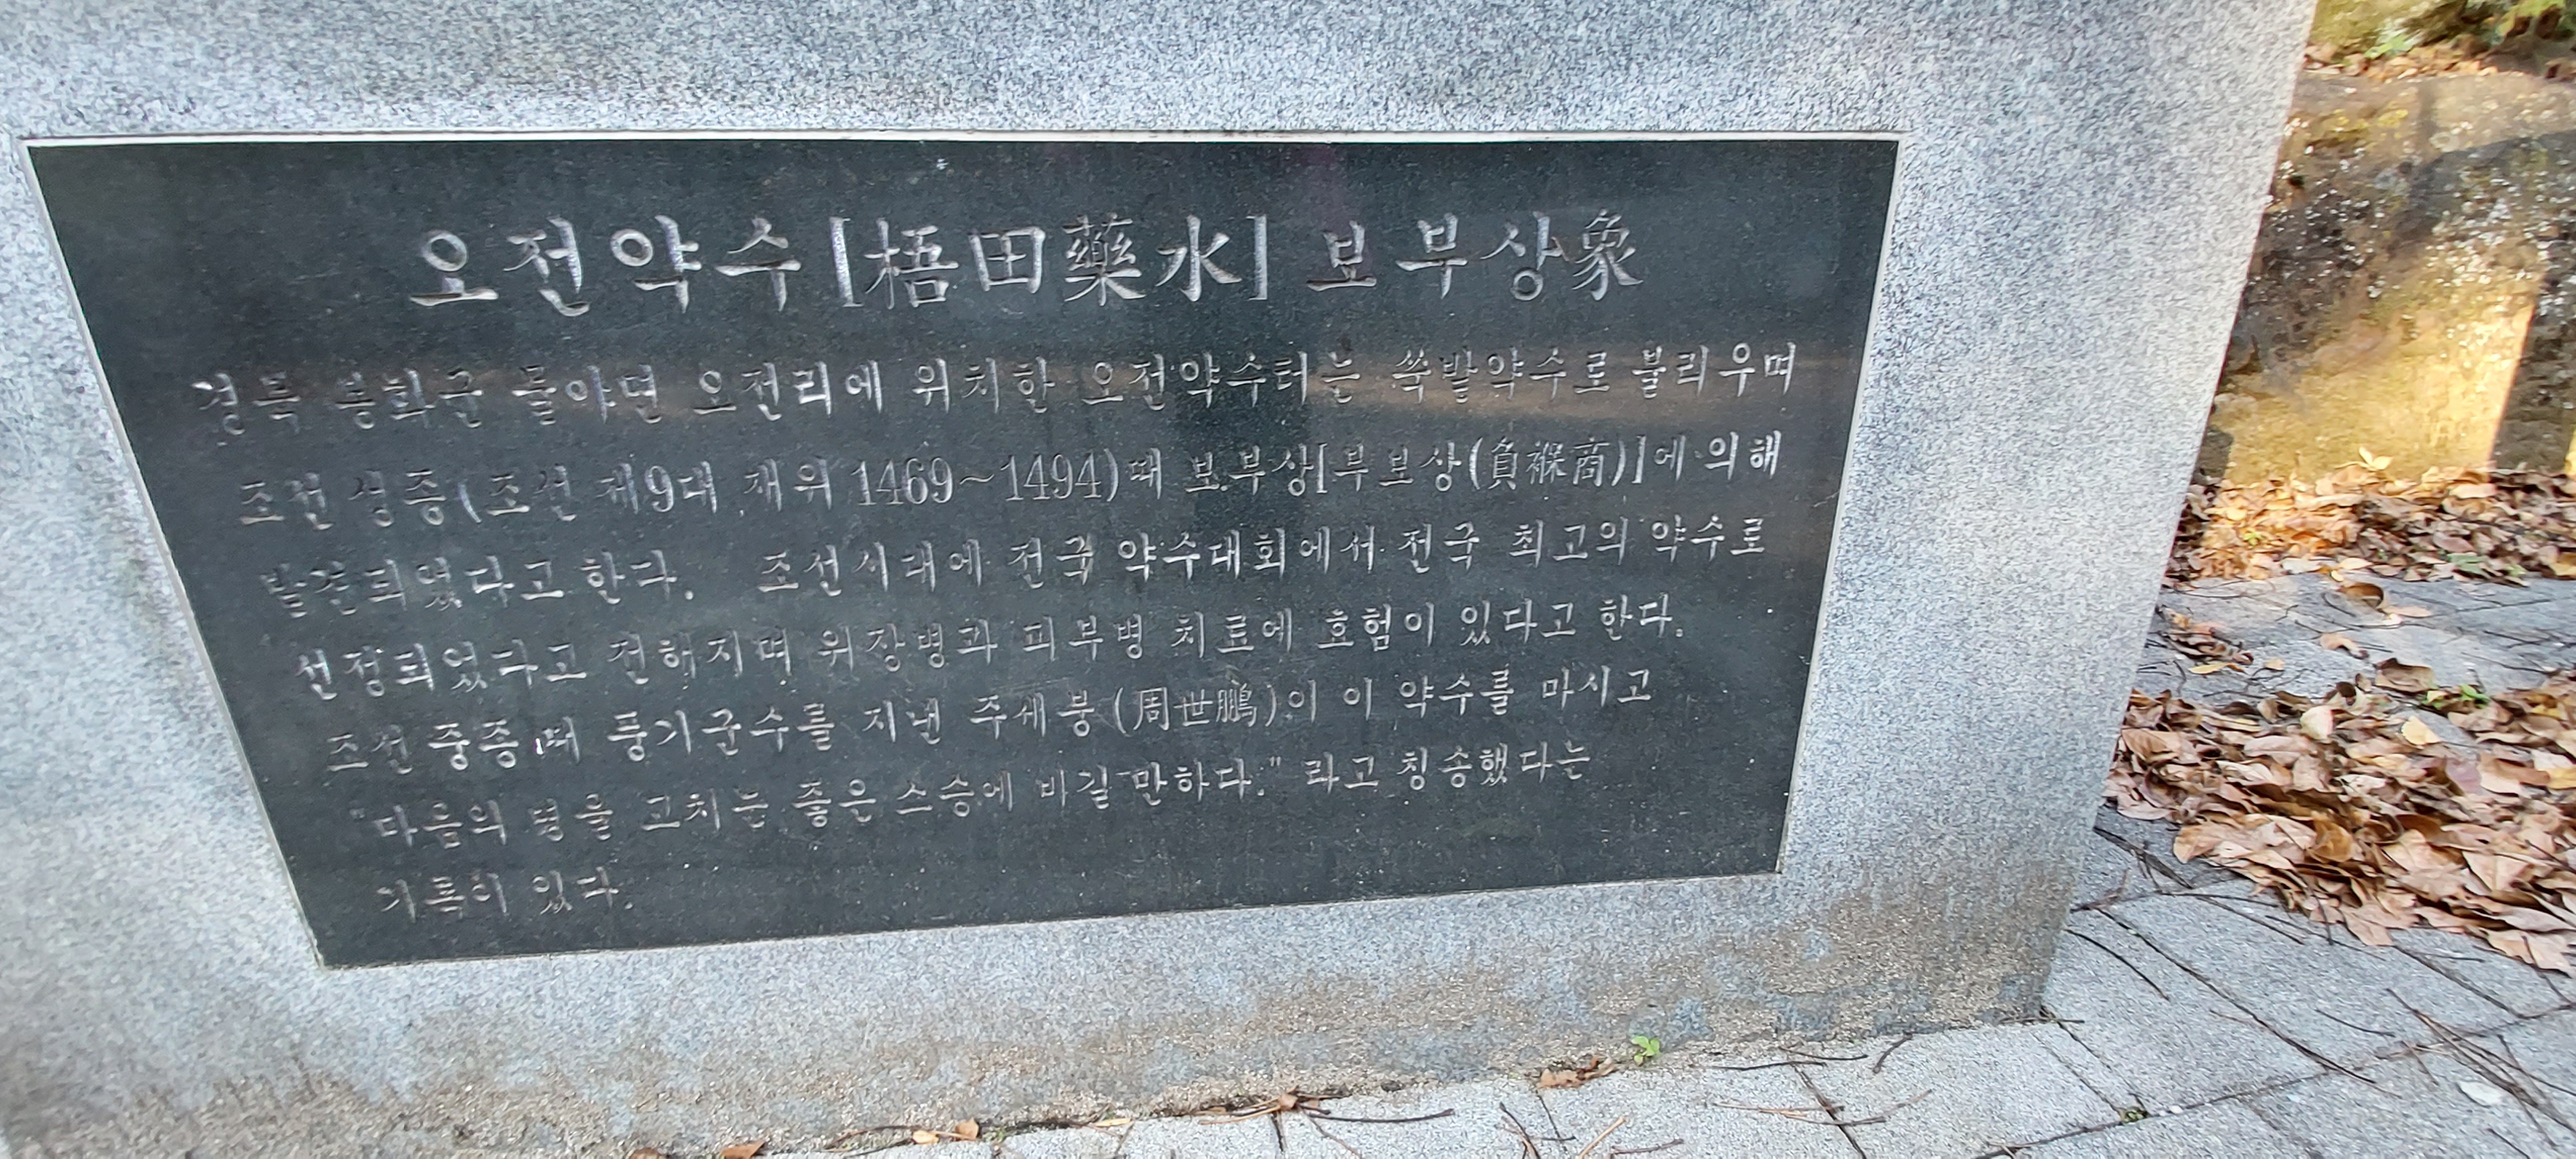 오전약수[梧田藥水] 보부상象
경북 봉화군 물야면 오전리에 위치한 오전약수터는 쑥밭약수로 불리우며
조선 성종(조선 제9대 재위 1469~1494)때 보부상[부보상(負褓商)]에 의해
발견되었다고 한다. 조선시대에 전국 약수대회에서 전국 최고의 약수로
선정되었다고 전해지며 위장병과 피부병 치료에 효험이 있다고 한다.
조선 중종때 풍기군수를 지낸 주세붕(周世鵬)이 이 약수를 마시고
"마음의 병을 고치는 좋은 스승에 비길 만하다." 라고 칭송했다는
기록이 있다.